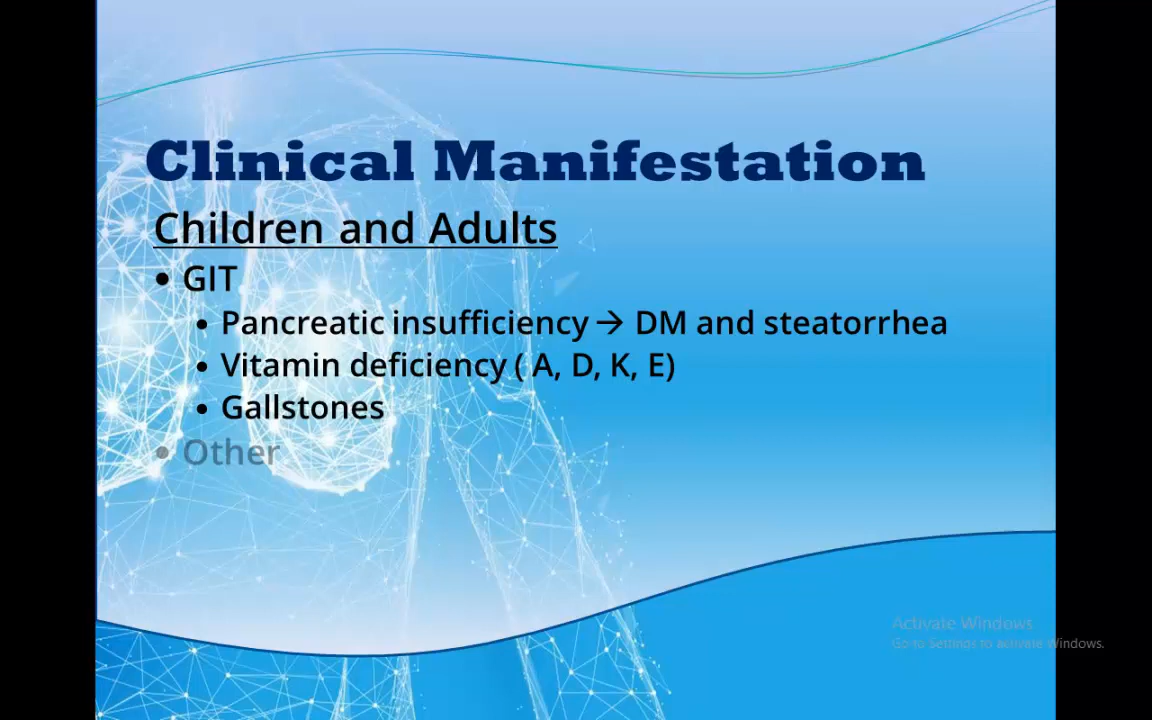 Clinical Manifestation
Children and Adults
• GIT
• Pancreatic insufficiency → DM and steatorrhea
• Vitamin deficiency ( A, D, K, E)
• Gallstones
• Other
Activate Windows
Go to Settings to activate Windows.